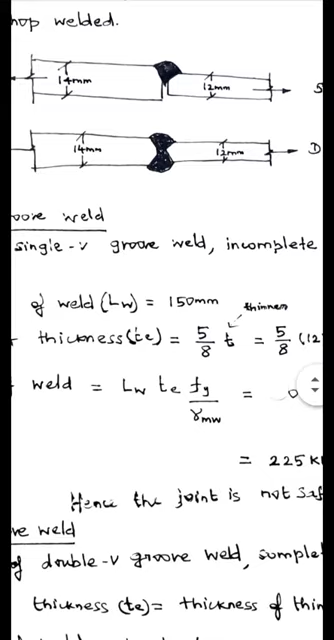 hop welded.
14mm 12mm S
14mm 12mm D
oove weld
single-v groove weld, incomplete
of weld (Lw) = 150mm thinner
thickness (te) = 5/8 t = 5/8 (12
weld = Lw te fy/γmw = 0
= 225 K
Hence the joint is not saf
ve weld
of double-v groove weld, complet
thickness (te) = thickness of thin